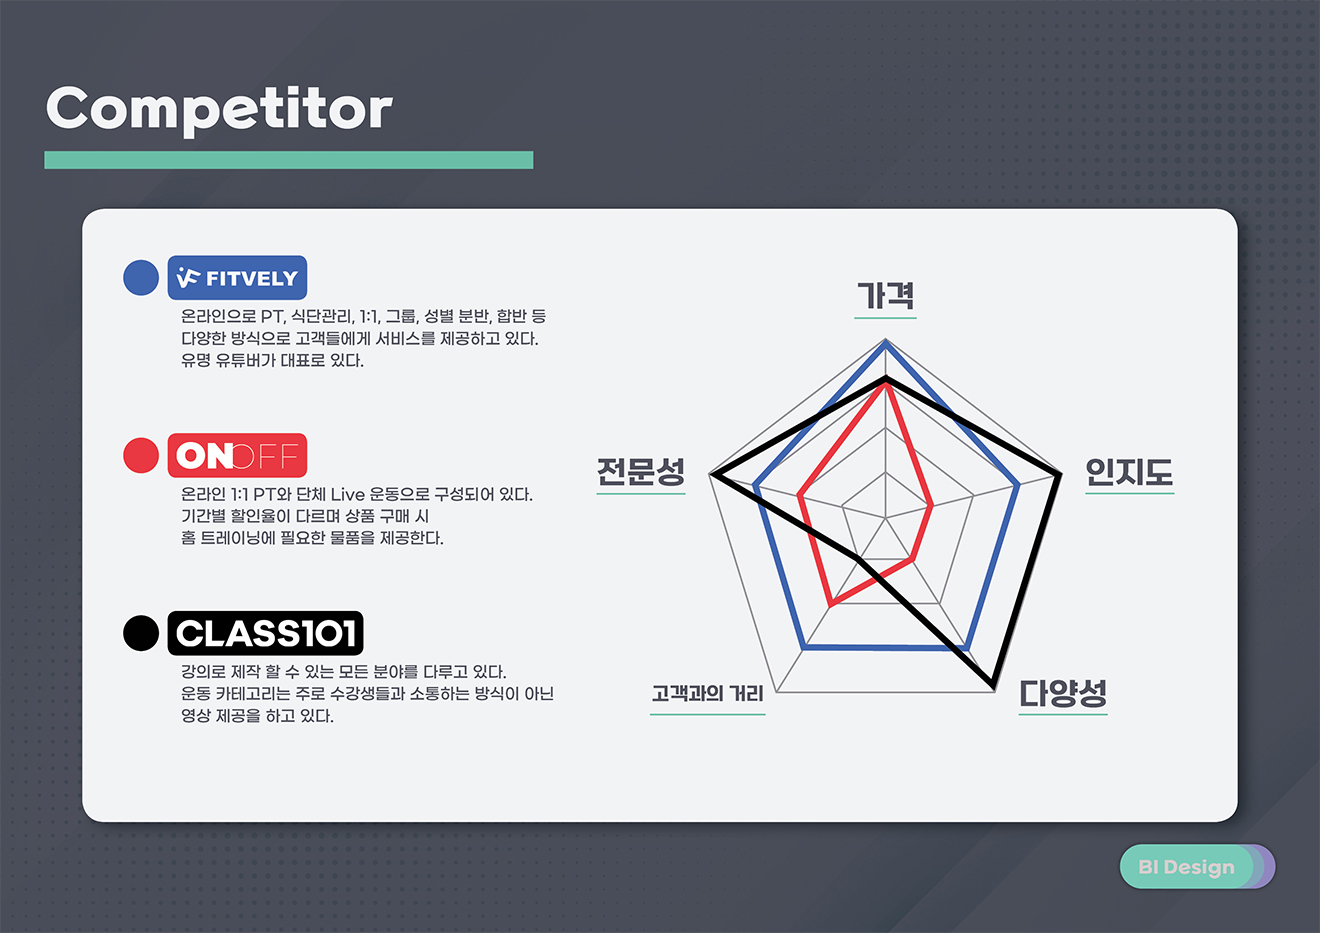 Competitor
FITVELY
온라인으로 PT, 식단관리, 1:1, 그룹, 성별 분반, 합반 등
다양한 방식으로 고객들에게 서비스를 제공하고 있다.
유명 유튜버가 대표로 있다.
ONOFF
온라인 1:1 PT와 단체 Live 운동으로 구성되어 있다.
기간별 할인율이 다르며 상품 구매 시
홈 트레이닝에 필요한 물품을 제공한다.
CLASS101
강의로 제작 할 수 있는 모든 분야를 다루고 있다.
운동 카테고리는 주로 수강생들과 소통하는 방식이 아닌
영상 제공을 하고 있다.
가격
전문성
인지도
고객과의 거리
다양성
BI Design